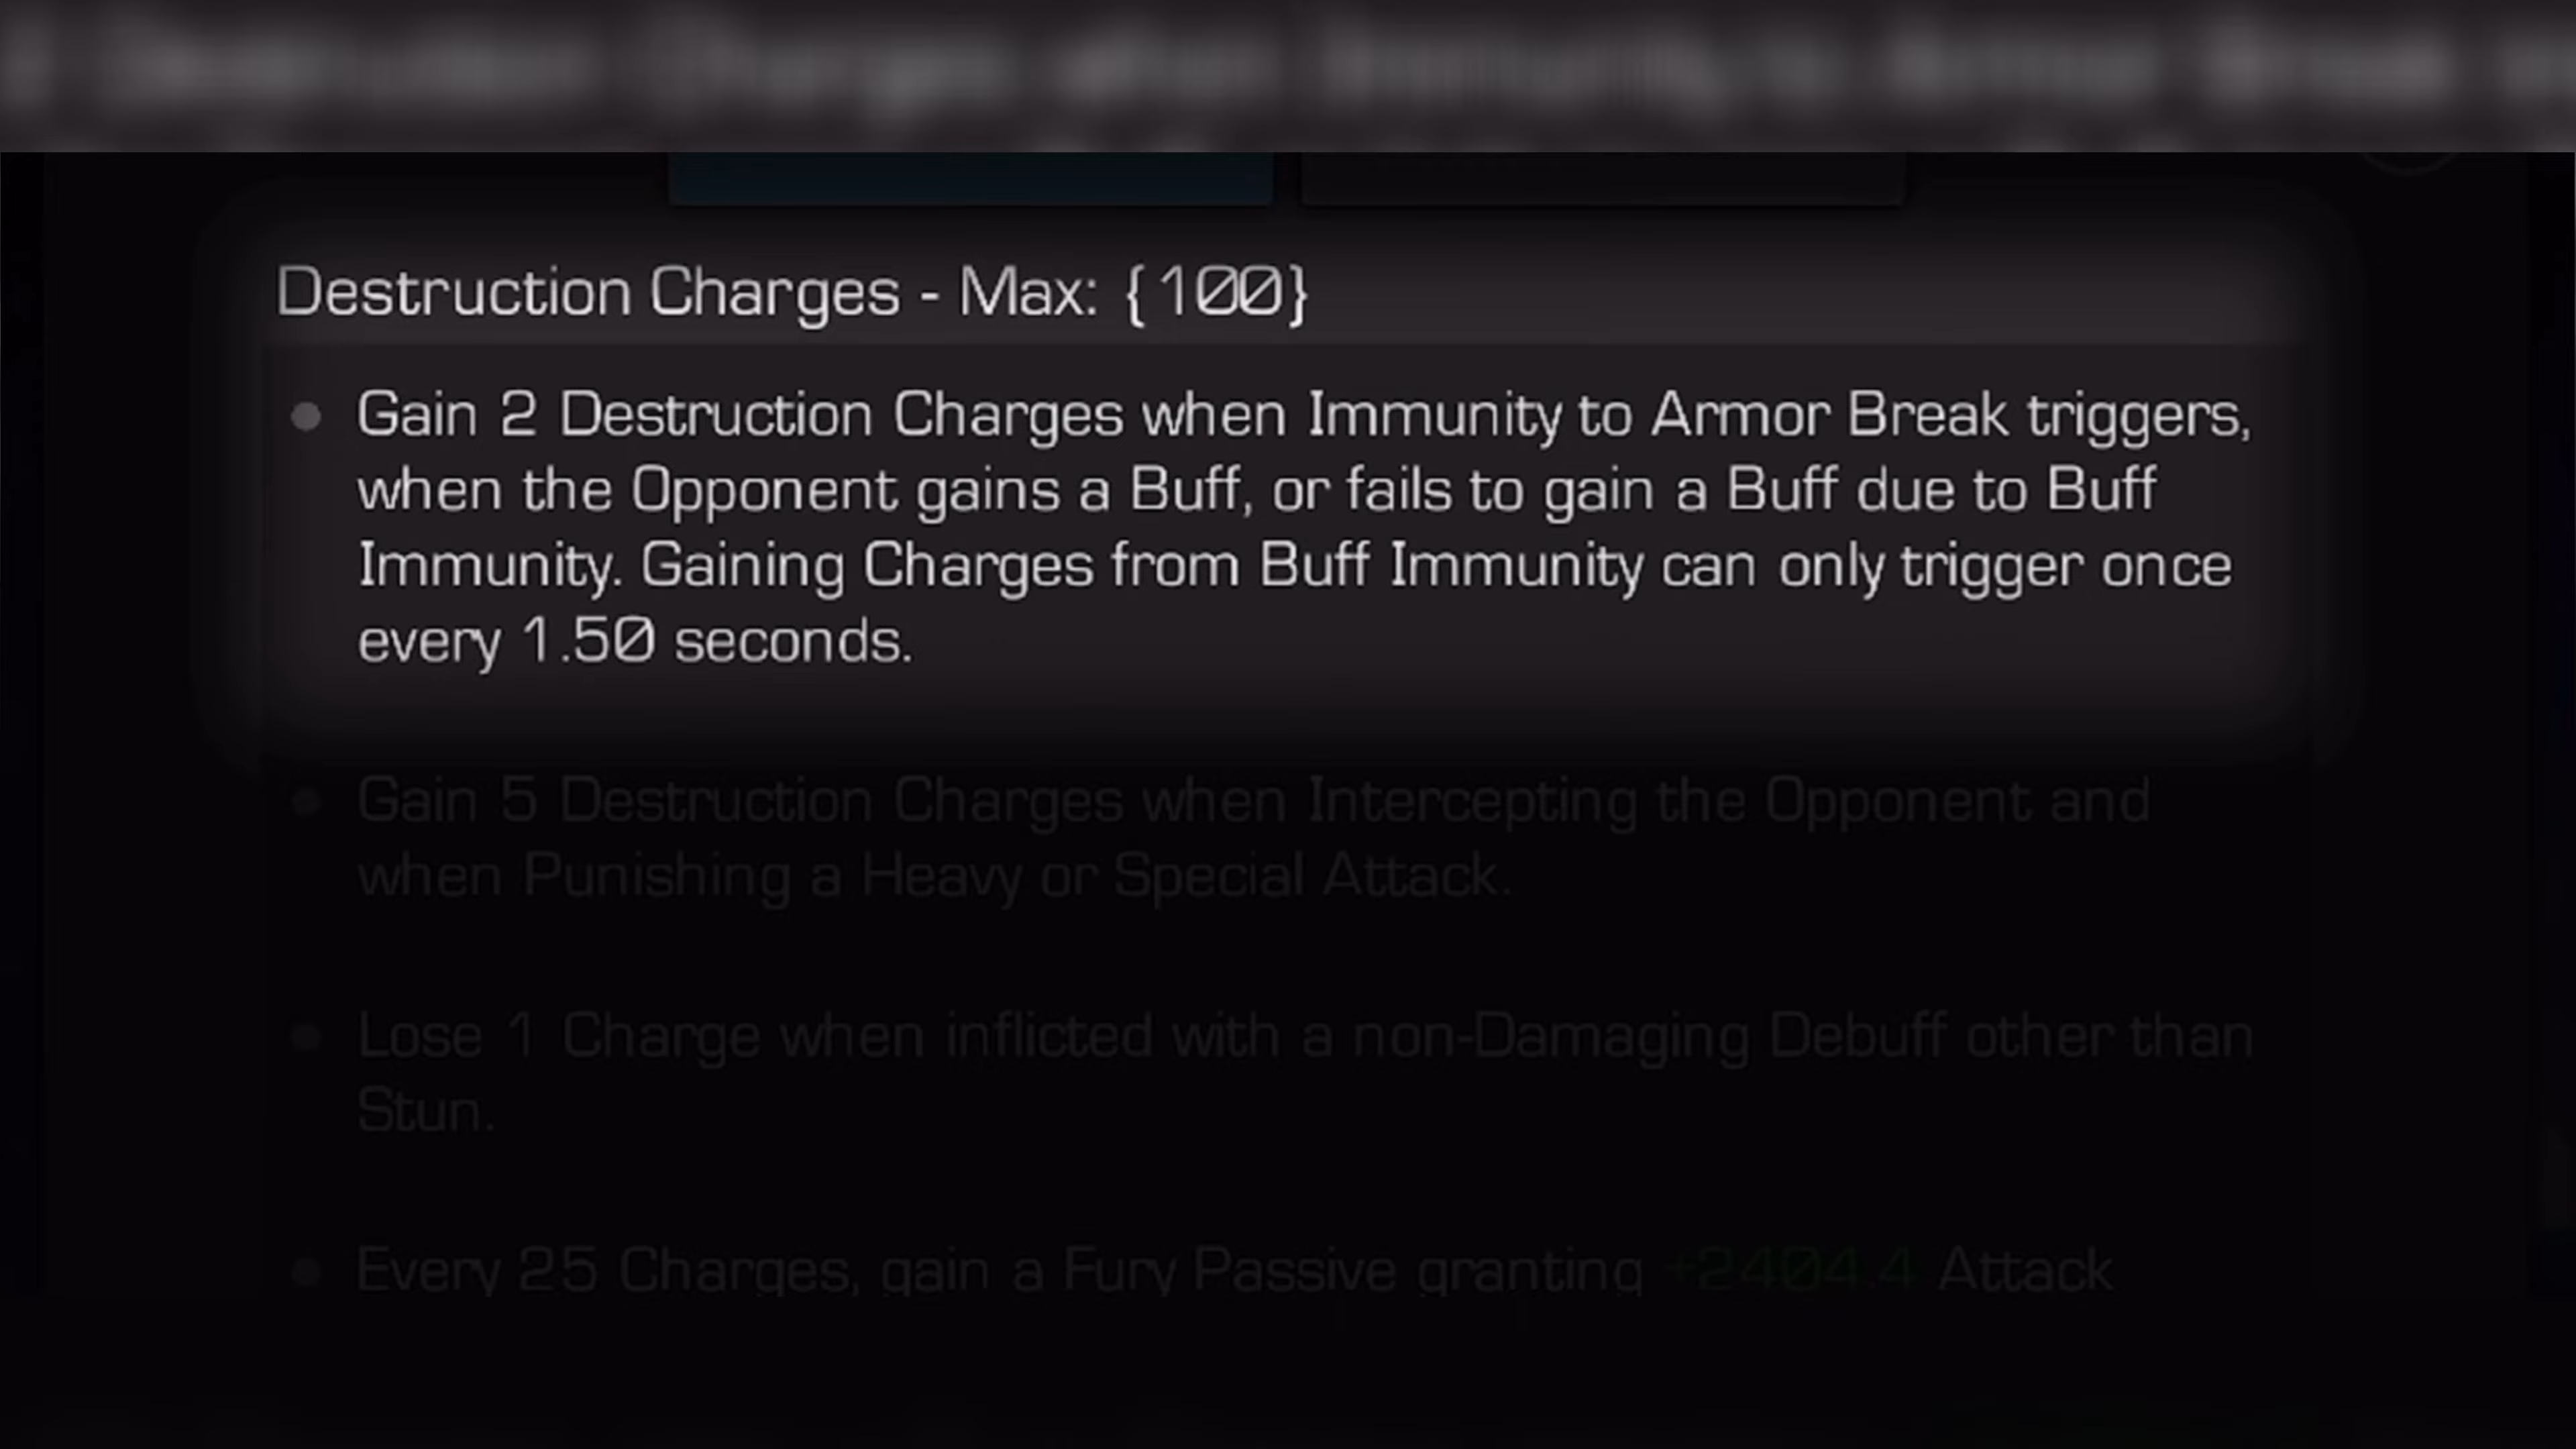 Destruction Charges - Max: {100}
Gain 2 Destruction Charges when Immunity to Armor Break triggers,
when the Opponent gains a Buff, or fails to gain a Buff due to Buff
Immunity. Gaining Charges from Buff Immunity can only trigger once
every 1.50 seconds.
Gain 5 Destruction Charges when Intercepting the Opponent and
when Punishing a Heavy or Special Attack.
Lose 1 Charge when inflicted with a non-Damaging Debuff other than
Stun.
Every 25 Charges, gain a Fury Passive granting +2404.4 Attack